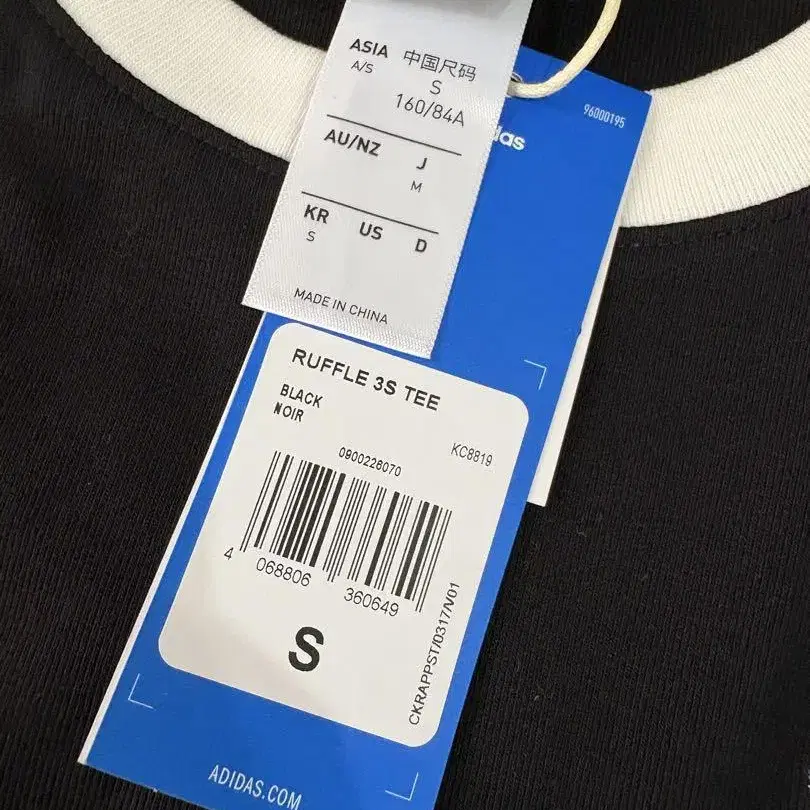 ASIA
A/S
中国尺码
S
160/84A
AU/NZ
J
M
KR
S
US
D
MADE IN CHINA
96000195
das
RUFFLE 3S TEE
BLACK
NOIR
0900228070
KC8819
4 068806 360649
S
CKRAPPST/0317/V01
ADIDAS.COM